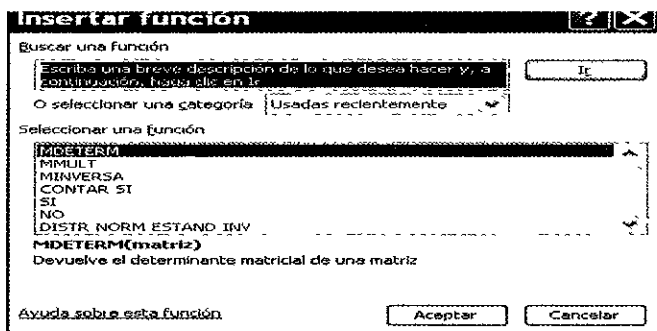 Insertar función
Buscar una función
Escriba una breve descripción de lo que desea hacer y, a
continuación, haga clic en Ir
Ir
O seleccionar una categoría Usadas recientemente
Seleccionar una función
MDETERM
MMULT
MINVERSA
CONTAR SI
SI
NO
DISTR NORM ESTAND INV
MDETERM(matriz)
Devuelve el determinante matricial de una matriz
Ayuda sobre esta función
Aceptar
Cancelar